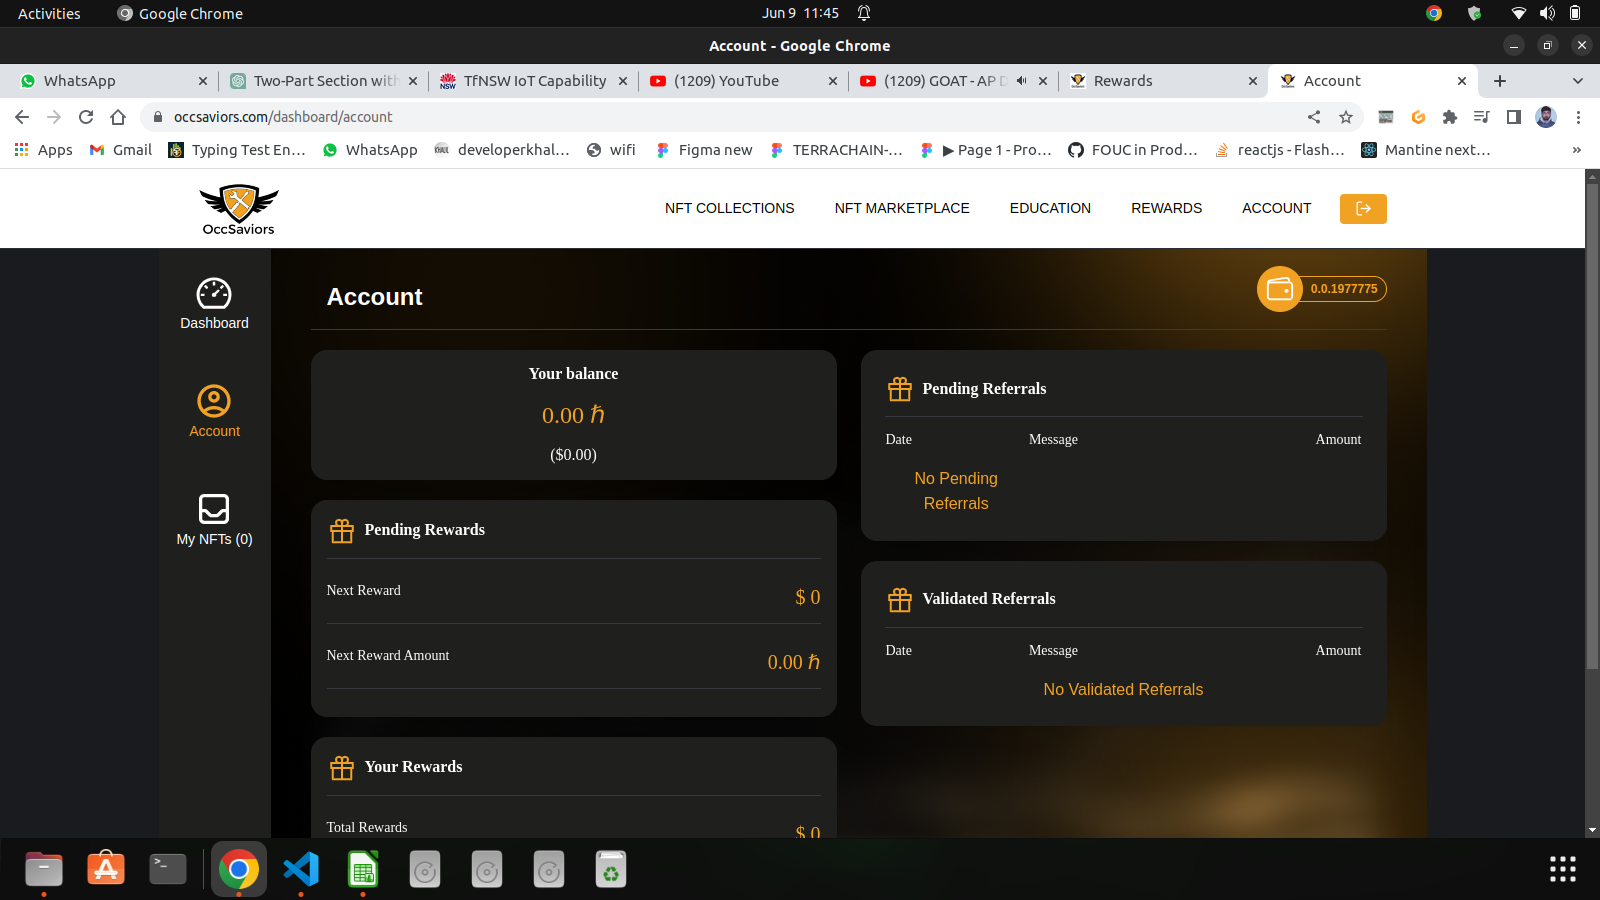 Activities
Google Chrome
Jun 9 11:45
Account - Google Chrome
WhatsApp
Two-Part Section with
TfNSW IoT Capability
(1209) YouTube
(1209) GOAT - AP D
Rewards
Account
occsaviors.com/dashboard/account
Apps
Gmail
Typing Test En...
WhatsApp
developerkhal...
wifi
Figma new
TERRACHAIN-...
▶ Page 1 - Pro...
FOUC in Prod...
reactjs - Flash...
Mantine next...
»
OccSaviors
NFT COLLECTIONS
NFT MARKETPLACE
EDUCATION
REWARDS
ACCOUNT
Dashboard
Account
My NFTs (0)
Account
0.0.1977775
Your balance
0.00 ℏ
($0.00)
Pending Rewards
Next Reward
$ 0
Next Reward Amount
0.00 ℏ
Your Rewards
Total Rewards
$ 0
Pending Referrals
Date Message Amount
No Pending
Referrals
Validated Referrals
Date Message Amount
No Validated Referrals